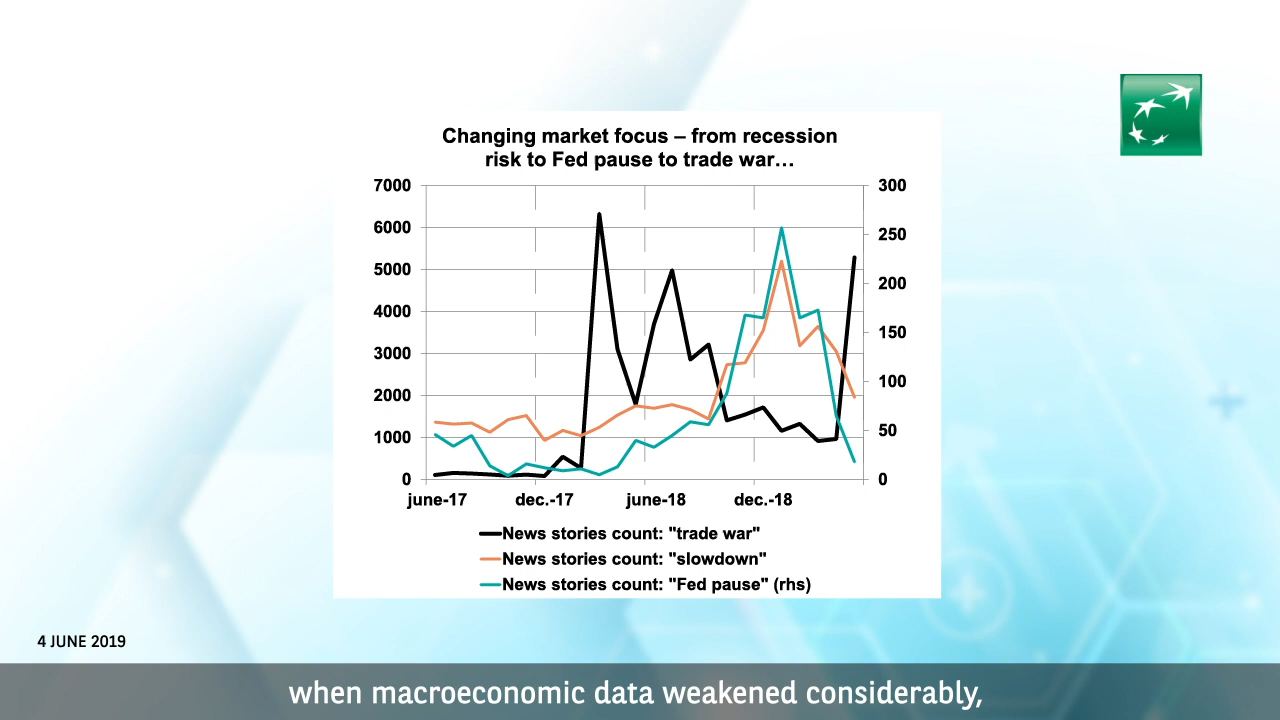 Changing market focus – from recession
risk to Fed pause to trade war...
7000
6000
5000
4000
3000
2000
1000
0
300
250
200
150
100
50
0
june-17
dec.-17
june-18
dec.-18
News stories count: "trade war"
News stories count: "slowdown"
News stories count: "Fed pause" (rhs)
4 JUNE 2019
when macroeconomic data weakened considerably,